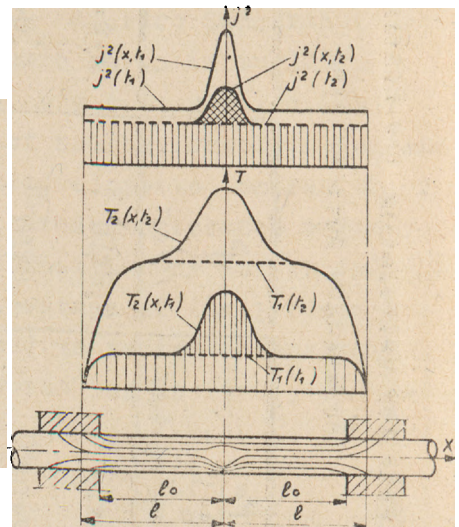 j²
j²(x,t₁)
j²(x,t₂)
j²(t₁)
j²(t₂)
T
T₂(x,t₂)
T₂(x,t₁)
T₁(t₂)
T₁(t₁)
x
l₀ l₀
l l